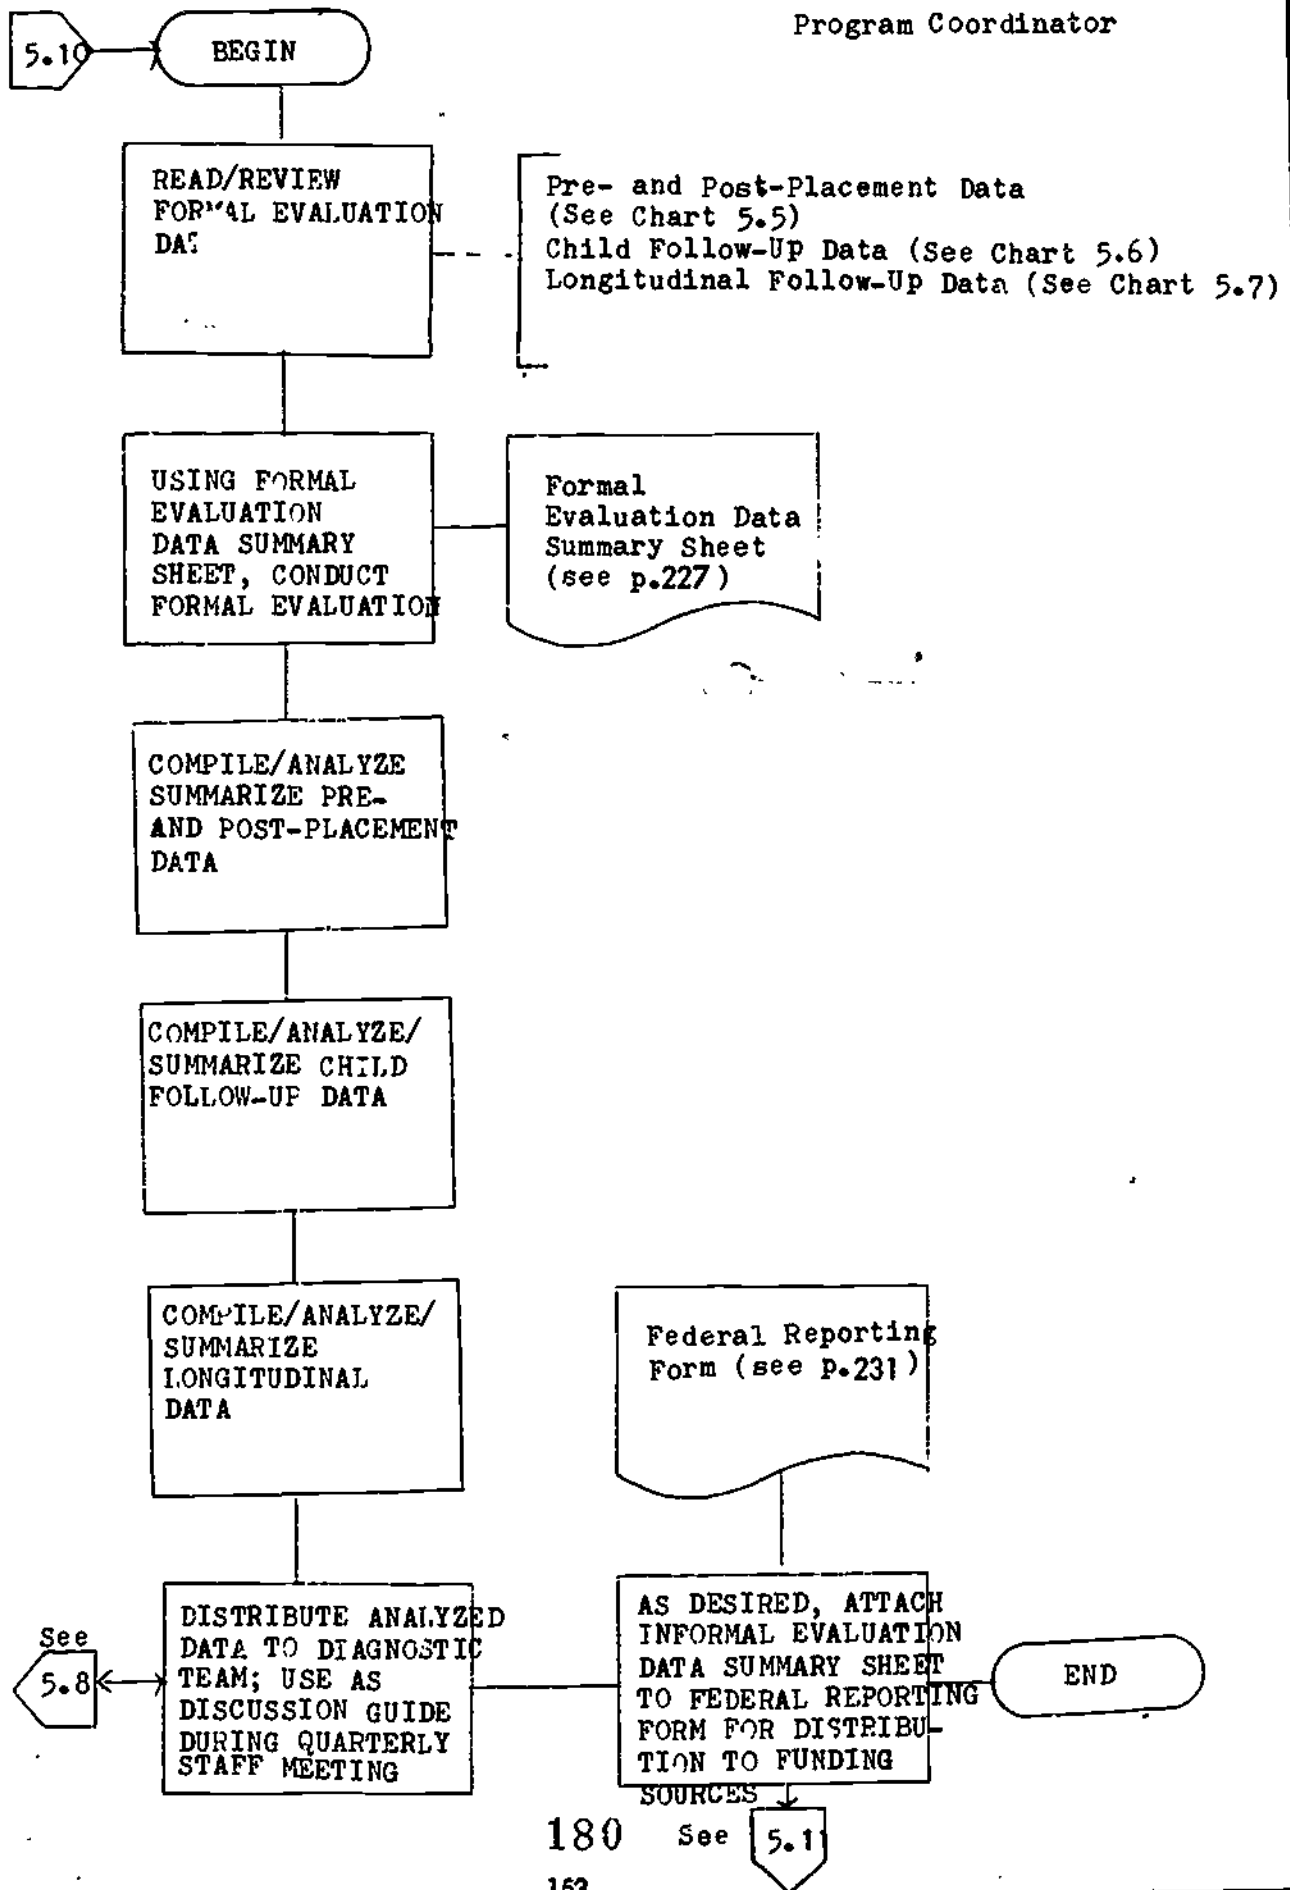 Program Coordinator
5.10
BEGIN
READ/REVIEW
FORMAL EVALUATION
Pre- and Post-Placement Data
(See Chart 5.5)
Child Follow-Up Data (See Chart 5.6)
Longitudinal Follow-Up Data (See Chart 5.7)
USING FORMAL
EVALUATION
DATA SUMMARY
SHEET, CONDUCT
FORMAL EVALUATION
Formal
Evaluation Data
Summary Sheet
(see p.227)
COMPILE/ANALYZE
SUMMARIZE PRE-
AND POST-PLACEMENT
DATA
COMPILE/ANALYZE/
SUMMARIZE CHILD
FOLLOW-UP DATA
COMPILE/ANALYZE/
SUMMARIZE
LONGITUDINAL
DATA
Federal Reporting
Form (see p.231)
See
5.8
DISTRIBUTE ANALYZED
DATA TO DIAGNOSTIC
TEAM; USE AS
DISCUSSION GUIDE
DURING QUARTERLY
STAFF MEETING
AS DESIRED, ATTACH
INFORMAL EVALUATION
DATA SUMMARY SHEET
TO FEDERAL REPORTING
FORM FOR DISTRIBU-
TION TO FUNDING
SOURCES
END
180
See
5.11